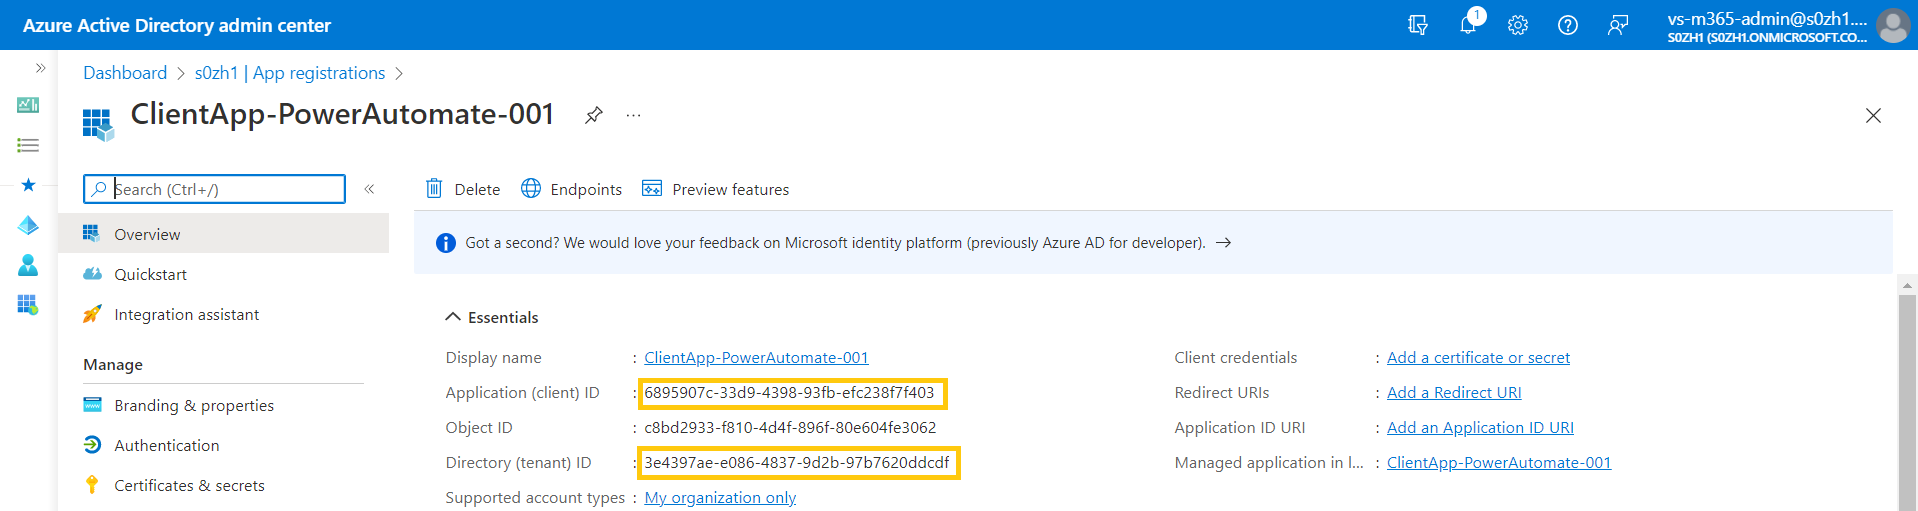 Azure Active Directory admin center
1
vs-m365-admin@s0zh1....
S0ZH1 (S0ZH1.ONMICROSOFT.CO...
Dashboard > s0zh1 | App registrations >
ClientApp-PowerAutomate-001
Search (Ctrl+/)
Overview
Quickstart
Integration assistant
Manage
Branding & properties
Authentication
Certificates & secrets
Delete
Endpoints
Preview features
Got a second? We would love your feedback on Microsoft identity platform (previously Azure AD for developer). →
Essentials
Display name : ClientApp-PowerAutomate-001
Application (client) ID : 6895907c-33d9-4398-93fb-efc238f7f403
Object ID : c8bd2933-f810-4d4f-896f-80e604fe3062
Directory (tenant) ID : 3e4397ae-e086-4837-9d2b-97b7620ddcdf
Supported account types : My organization only
Client credentials : Add a certificate or secret
Redirect URIs : Add a Redirect URI
Application ID URI : Add an Application ID URI
Managed application in l... : ClientApp-PowerAutomate-001